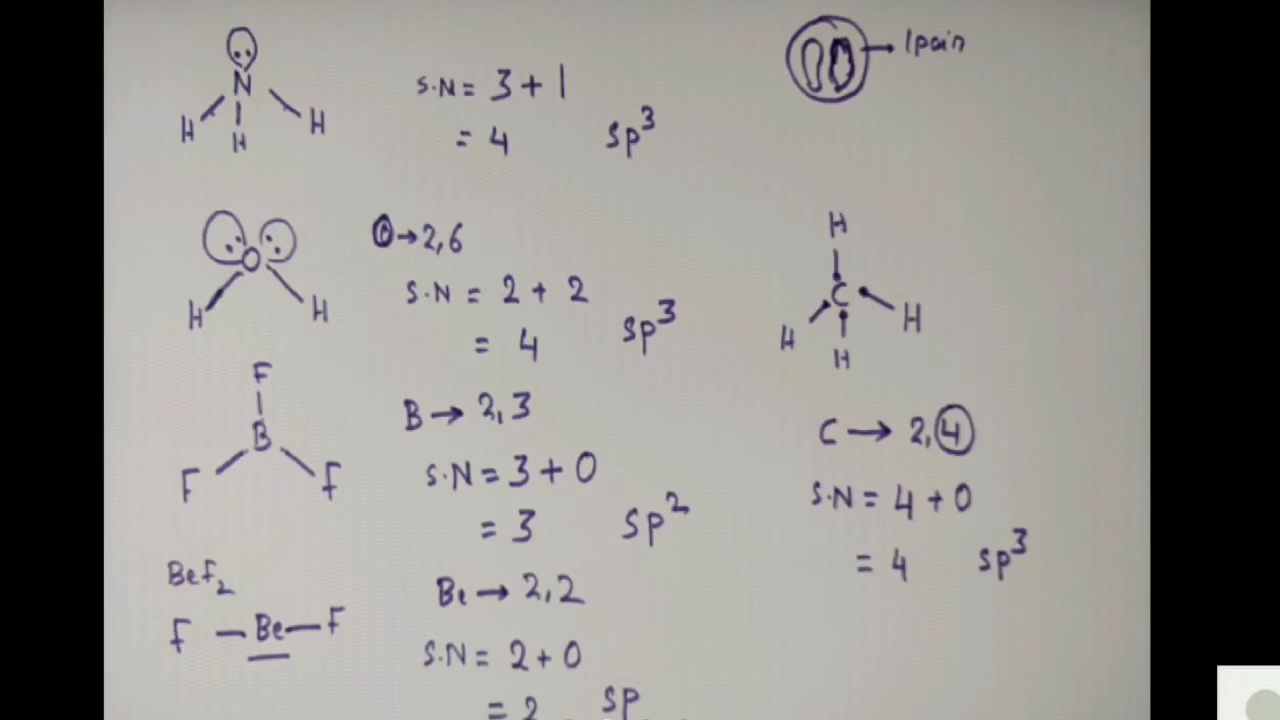 N
H H H
S.N = 3 + 1
= 4 sp³
1pair
O → 2,6
O
H H
S.N = 2 + 2
= 4 sp³
F
B
F F
B → 2,3
S.N = 3 + 0
= 3 sp²
BeF₂
F — Be — F
Be → 2,2
S.N = 2 + 0
= 2 sp
H
C
H H H
C → 2,4
S.N = 4 + 0
= 4 sp³